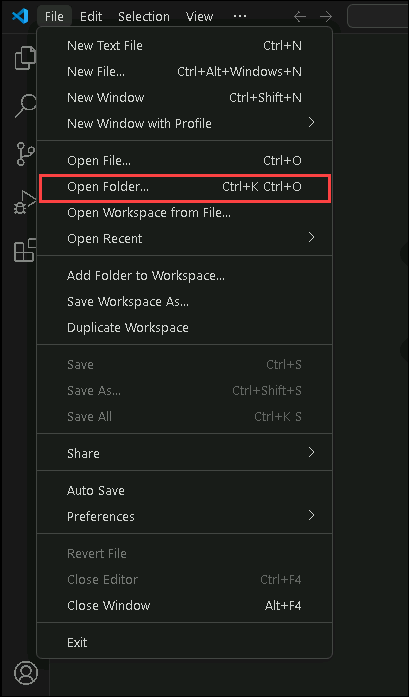 File Edit Selection View ...
New Text File Ctrl+N
New File... Ctrl+Alt+Windows+N
New Window Ctrl+Shift+N
New Window with Profile
Open File... Ctrl+O
Open Folder... Ctrl+K Ctrl+O
Open Workspace from File...
Open Recent
Add Folder to Workspace...
Save Workspace As...
Duplicate Workspace
Save Ctrl+S
Save As... Ctrl+Shift+S
Save All Ctrl+K S
Share
Auto Save
Preferences
Revert File
Close Editor Ctrl+F4
Close Window Alt+F4
Exit